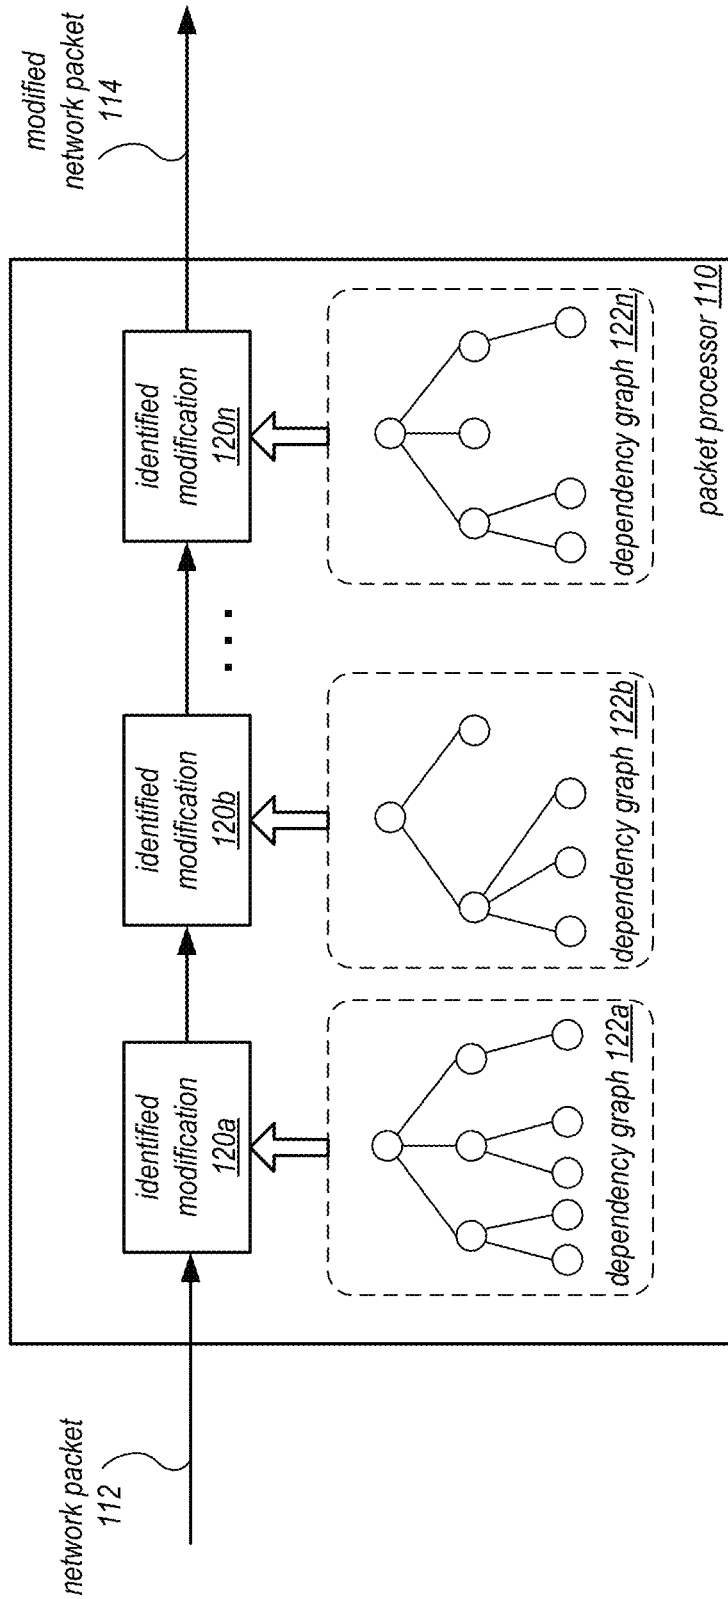 network packet
112
identified
modification
120a
identified
modification
120b
. . .
identified
modification
120n
modified
network packet
114
dependency graph 122a
dependency graph 122b
dependency graph 122n
packet processor 110